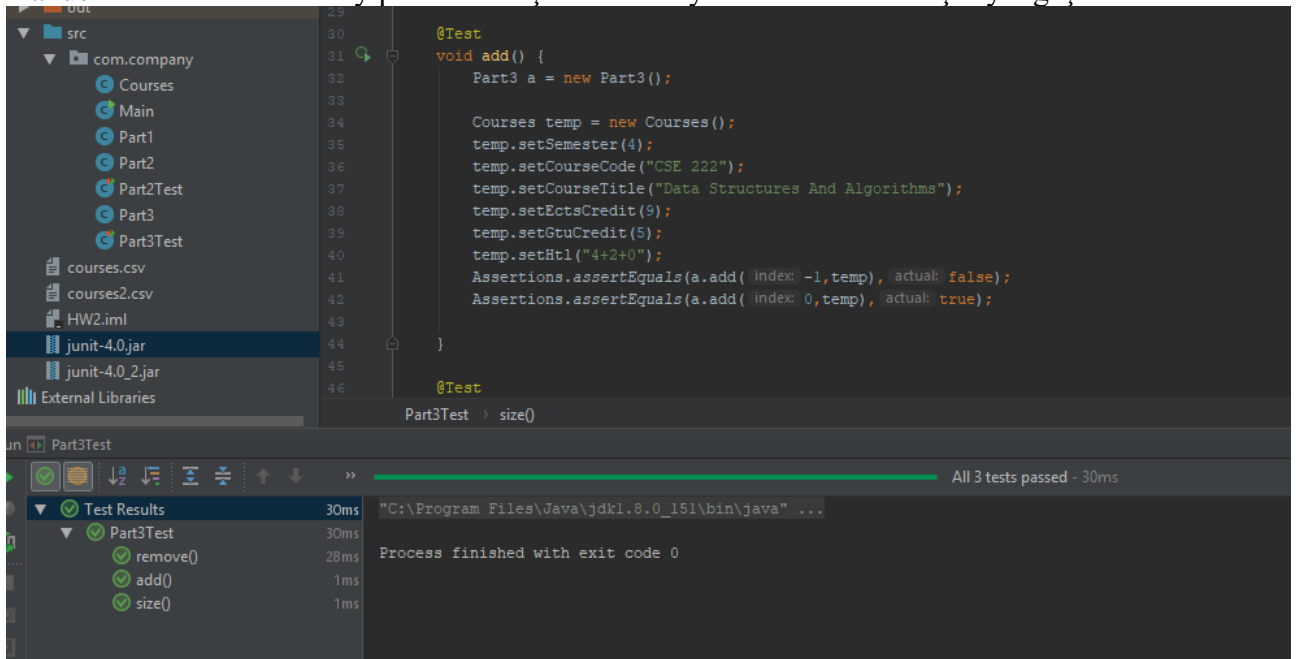 out
src
com.company
Courses
Main
Part1
Part2
Part2Test
Part3
Part3Test
courses.csv
courses2.csv
HW2.iml
junit-4.0.jar
junit-4.0_2.jar
External Libraries
29
30 @Test
31 void add() {
32 Part3 a = new Part3();
33
34 Courses temp = new Courses();
35 temp.setSemester(4);
36 temp.setCourseCode("CSE 222");
37 temp.setCourseTitle("Data Structures And Algorithms");
38 temp.setEctsCredit(9);
39 temp.setGtuCredit(5);
40 temp.setHtl("4+2+0");
41 Assertions.assertEquals(a.add( index: -1,temp), actual: false);
42 Assertions.assertEquals(a.add( index: 0,temp), actual: true);
43
44 }
45
46 @Test
Part3Test › size()
un Part3Test
» All 3 tests passed - 30ms
Test Results 30ms
Part3Test 30ms
remove() 28ms
add() 1ms
size() 1ms
"C:\Program Files\Java\jdk1.8.0_151\bin\java" ...
Process finished with exit code 0